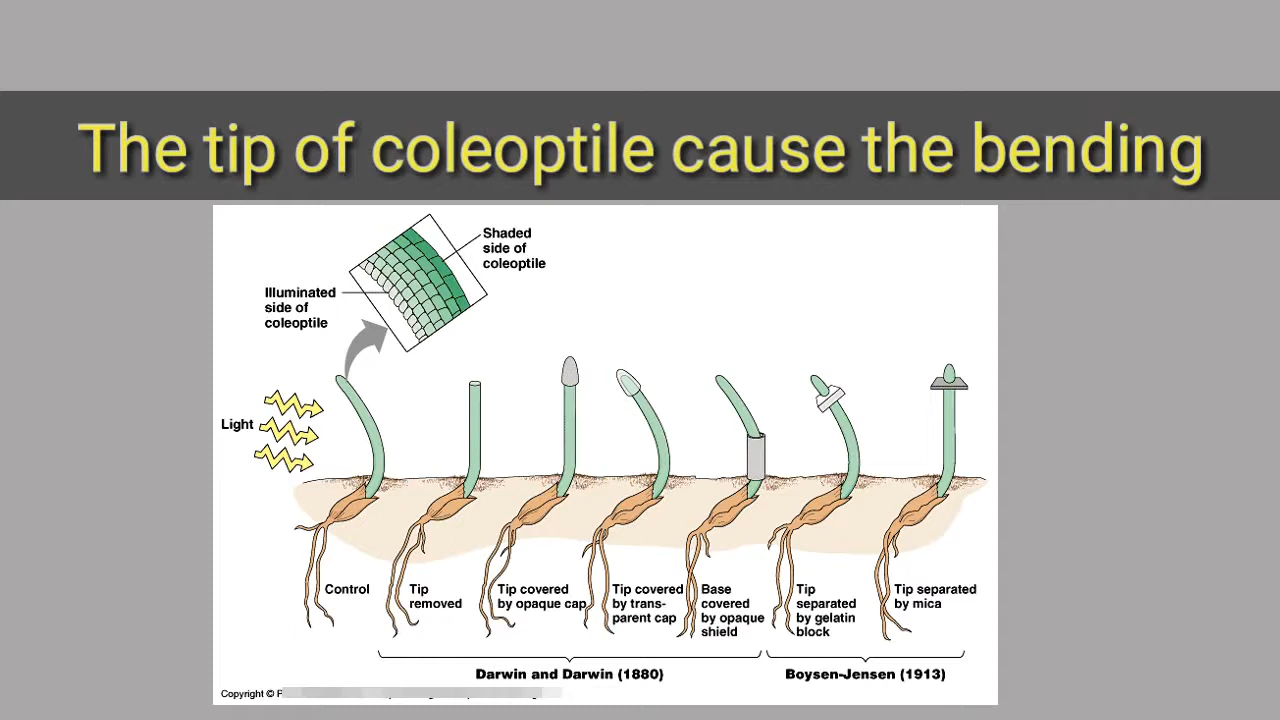 The tip of coleoptile cause the bending
Shaded
side of
coleoptile
Illuminated
side of
coleoptile
Light
Control
Tip
removed
Tip covered
by opaque cap
Tip covered
by trans-
parent cap
Base
covered
by opaque
shield
Tip
separated
by gelatin
block
Tip separated
by mica
Darwin and Darwin (1880)
Boysen-Jensen (1913)
Copyright © P